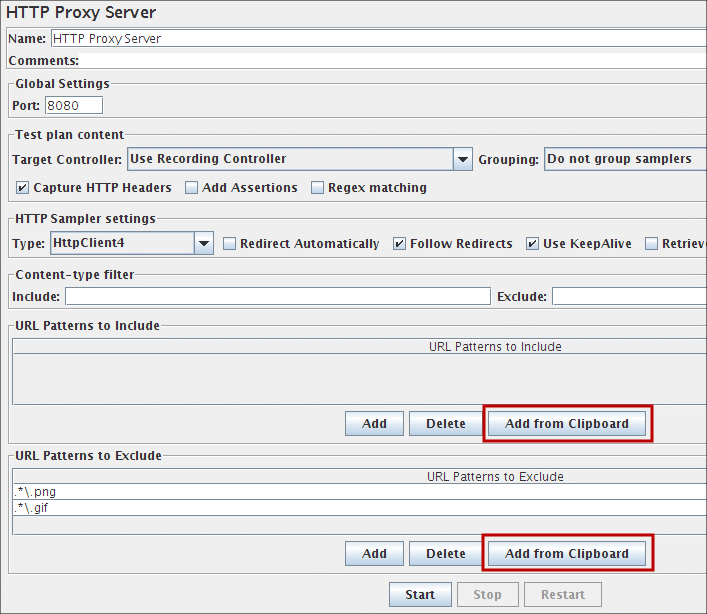 HTTP Proxy Server
Name: HTTP Proxy Server
Comments:
Global Settings
Port: 8080
Test plan content
Target Controller: Use Recording Controller Grouping: Do not group samplers
Capture HTTP Headers Add Assertions Regex matching
HTTP Sampler settings
Type: HttpClient4 Redirect Automatically Follow Redirects Use KeepAlive Retrieve
Content-type filter
Include: Exclude:
URL Patterns to Include
URL Patterns to Include
Add Delete Add from Clipboard
URL Patterns to Exclude
URL Patterns to Exclude
.*\.png
.*\.gif
Add Delete Add from Clipboard
Start Stop Restart